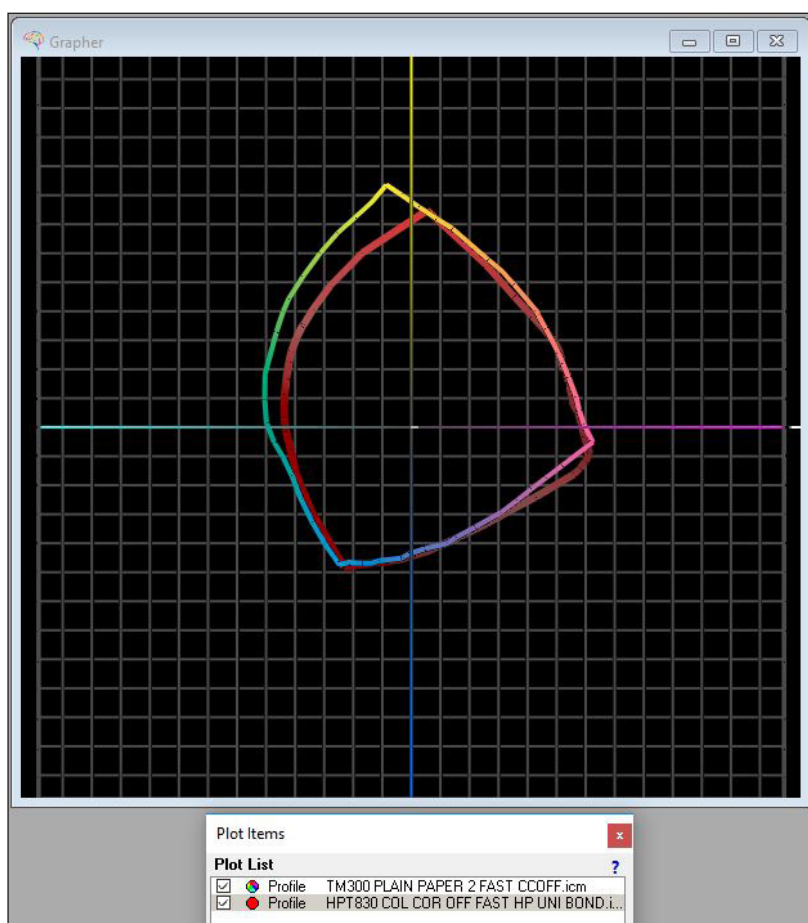 Grapher
Plot Items
Plot List ?
Profile TM300 PLAIN PAPER 2 FAST CCOFF.icm
Profile HPT830 COL COR OFF FAST HP UNI BOND.i...